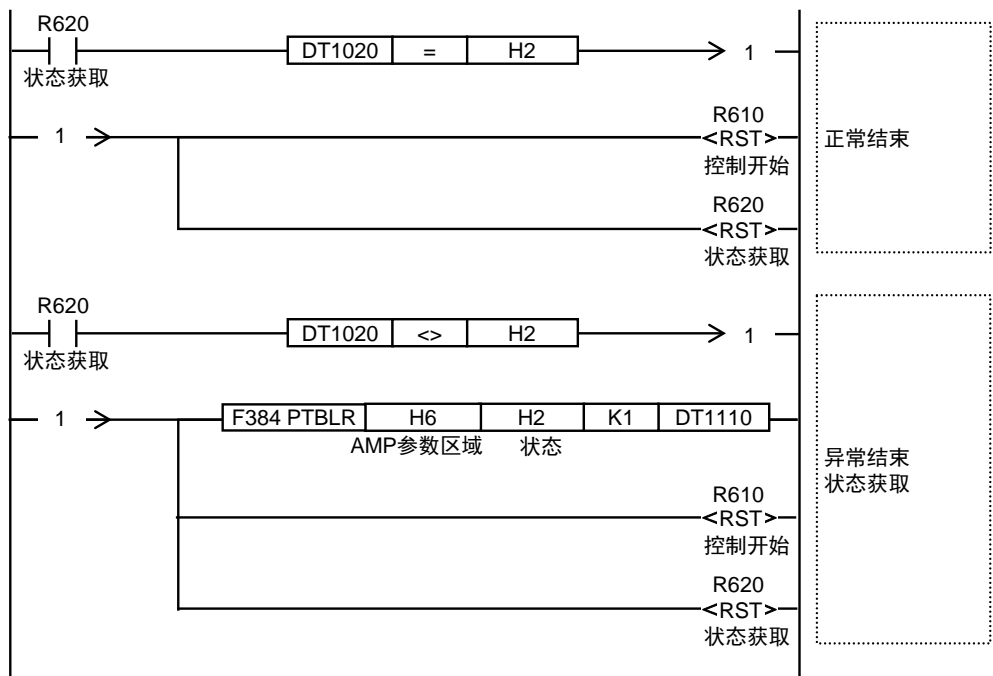 R620
DT1020 = H2 1
状态获取
R610
1 <RST>
控制开始
正常结束
R620
<RST>
状态获取
R620
DT1020 <> H2 1
状态获取
1 F384 PTBLR H6 H2 K1 DT1110
AMP参数区域 状态
异常结束
状态获取
R610
<RST>
控制开始
R620
<RST>
状态获取